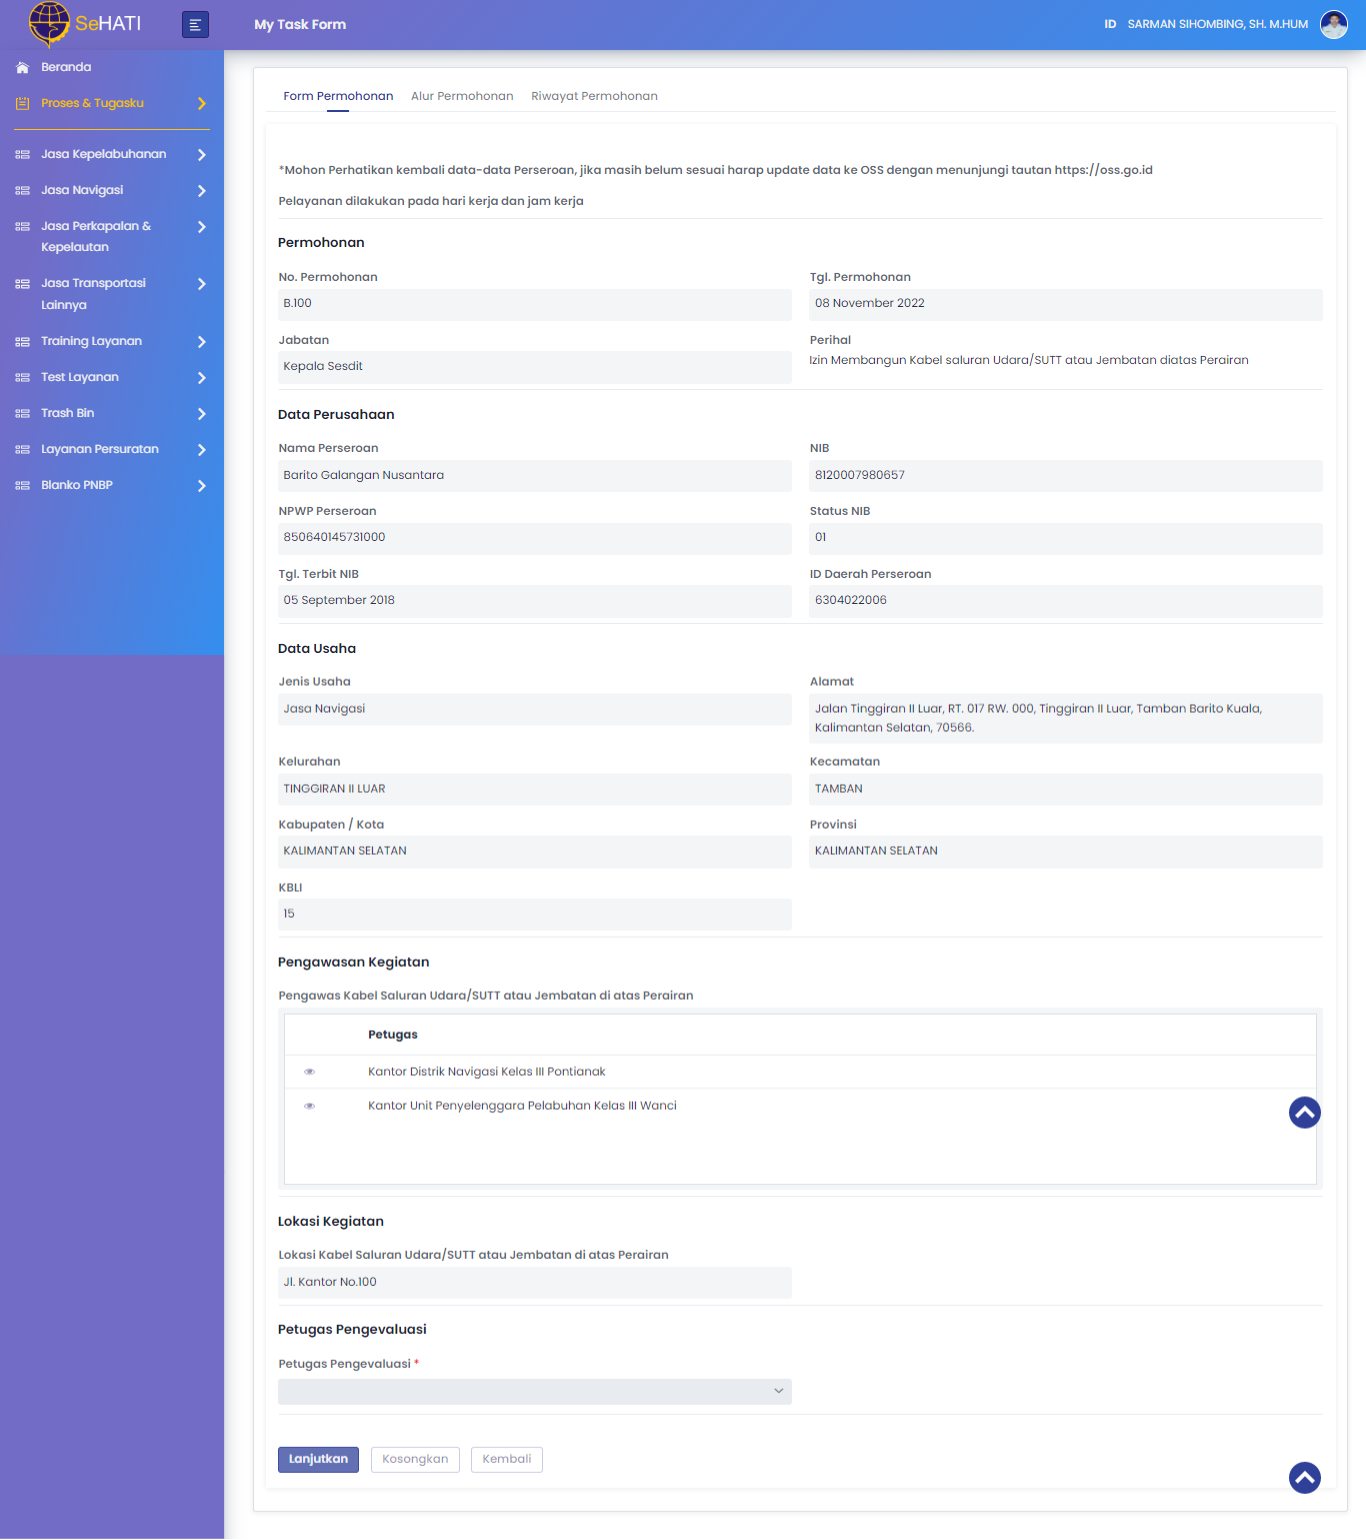 SeHATI
My Task Form
ID SARMAN SIHOMBING, SH. M.HUM
Beranda
Proses & Tugasku
Jasa Kepelabuhanan
Jasa Navigasi
Jasa Perkapalan &
Kepelautan
Jasa Transportasi
Lainnya
Training Layanan
Test Layanan
Trash Bin
Layanan Persuratan
Blanko PNBP
Form Permohonan Alur Permohonan Riwayat Permohonan
*Mohon Perhatikan kembali data-data Perseroan, jika masih belum sesuai harap update data ke OSS dengan menunjungi tautan https://oss.go.id
Pelayanan dilakukan pada hari kerja dan jam kerja
Permohonan
No. Permohonan
B.100
Tgl. Permohonan
08 November 2022
Jabatan
Kepala Sesdit
Perihal
Izin Membangun Kabel saluran Udara/SUTT atau Jembatan diatas Perairan
Data Perusahaan
Nama Perseroan
Barito Galangan Nusantara
NIB
8120007980657
NPWP Perseroan
850640145731000
Status NIB
01
Tgl. Terbit NIB
05 September 2018
ID Daerah Perseroan
6304022006
Data Usaha
Jenis Usaha
Jasa Navigasi
Alamat
Jalan Tinggiran II Luar, RT. 017 RW. 000, Tinggiran II Luar, Tamban Barito Kuala,
Kalimantan Selatan, 70566.
Kelurahan
TINGGIRAN II LUAR
Kecamatan
TAMBAN
Kabupaten / Kota
KALIMANTAN SELATAN
Provinsi
KALIMANTAN SELATAN
KBLI
15
Pengawasan Kegiatan
Pengawas Kabel Saluran Udara/SUTT atau Jembatan di atas Perairan
Petugas
Kantor Distrik Navigasi Kelas III Pontianak
Kantor Unit Penyelenggara Pelabuhan Kelas III Wanci
Lokasi Kegiatan
Lokasi Kabel Saluran Udara/SUTT atau Jembatan di atas Perairan
Jl. Kantor No.100
Petugas Pengevaluasi
Petugas Pengevaluasi *
Lanjutkan Kosongkan Kembali